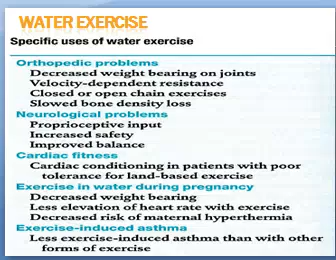 WATER EXERCISE
Specific uses of water exercise
Orthopedic problems
Decreased weight bearing on joints
Velocity-dependent resistance
Closed or open chain exercises
Slowed bone density loss
Neurological problems
Proprioceptive input
Increased safety
Improved balance
Cardiac fitness
Cardiac conditioning in patients with poor
tolerance for land-based exercise
Exercise in water during pregnancy
Decreased weight bearing
Less elevation of heart rate with exercise
Decreased risk of maternal hyperthermia
Exercise-induced asthma
Less exercise-induced asthma than with other
forms of exercise